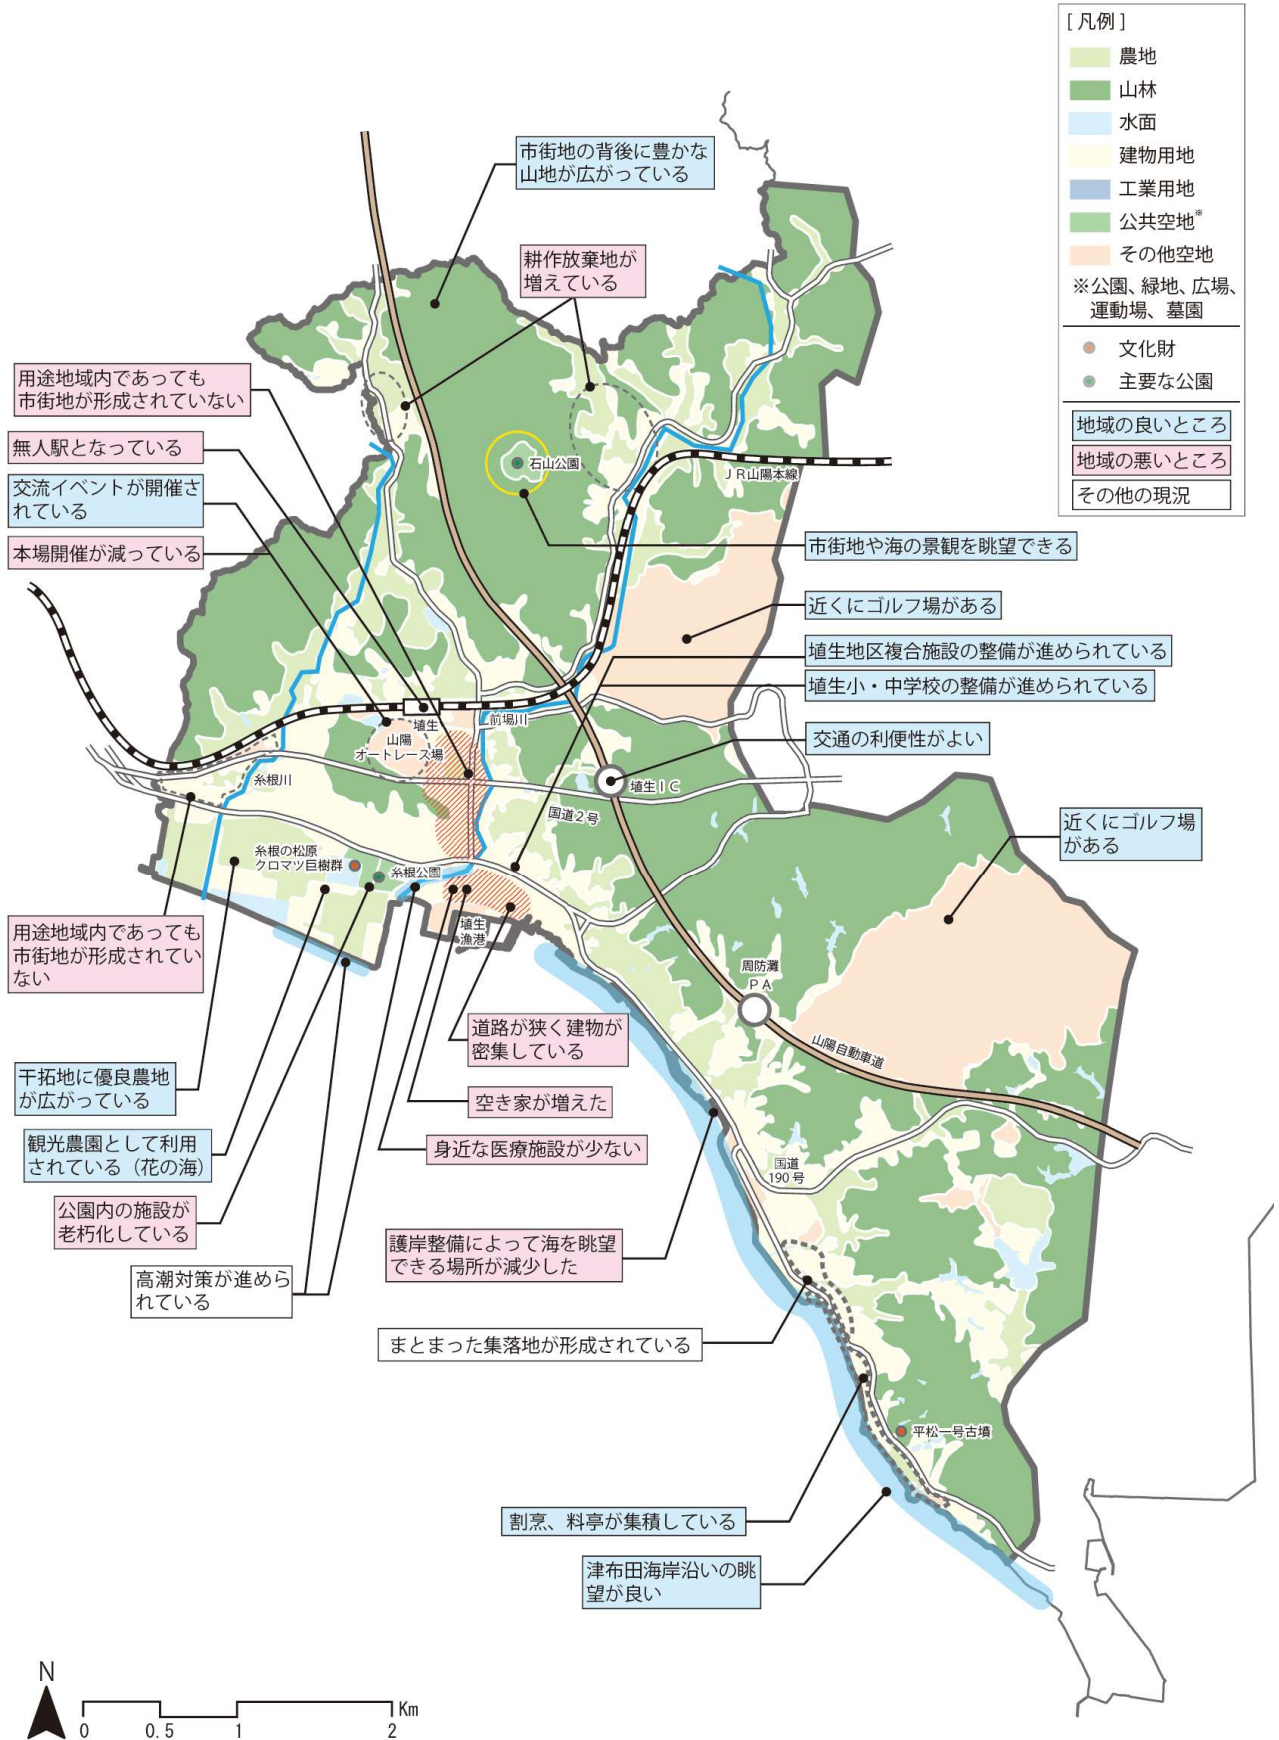 [ 凡例 ]
農地
山林
水面
建物用地
工業用地
公共空地※
その他空地
※公園、緑地、広場、
運動場、墓園
文化財
主要な公園
地域の良いところ
地域の悪いところ
その他の現況
市街地の背後に豊かな
山地が広がっている
耕作放棄地が
増えている
用途地域内であっても
市街地が形成されていない
無人駅となっている
交流イベントが開催さ
れている
本場開催が減っている
石山公園
ＪＲ山陽本線
市街地や海の景観を眺望できる
近くにゴルフ場がある
埴生地区複合施設の整備が進められている
埴生小・中学校の整備が進められている
交通の利便性がよい
埴生
前場川
山陽
オートレース場
糸根川
埴生ＩＣ
国道２号
近くにゴルフ場
がある
糸根の松原
クロマツ巨樹群
糸根公園
埴生
漁港
用途地域内であっても
市街地が形成されてい
ない
周防灘
ＰＡ
山陽自動車道
道路が狭く建物が
密集している
干拓地に優良農地
が広がっている
空き家が増えた
観光農園として利用
されている（花の海）
身近な医療施設が少ない
国道
190 号
公園内の施設が
老朽化している
護岸整備によって海を眺望
できる場所が減少した
高潮対策が進めら
れている
まとまった集落地が形成されている
平松一号古墳
割烹、料亭が集積している
津布田海岸沿いの眺
望が良い
N
Km
0 0.5 1 2